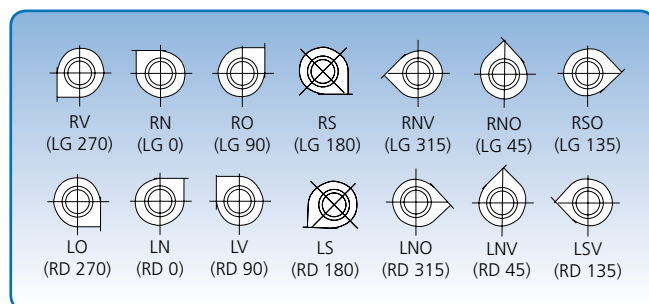 RV RN RO RS RNV RNO RSO
(LG 270) (LG 0) (LG 90) (LG 180) (LG 315) (LG 45) (LG 135)
LO LN LV LS LNO LNV LSV
(RD 270) (RD 0) (RD 90) (RD 180) (RD 315) (RD 45) (RD 135)